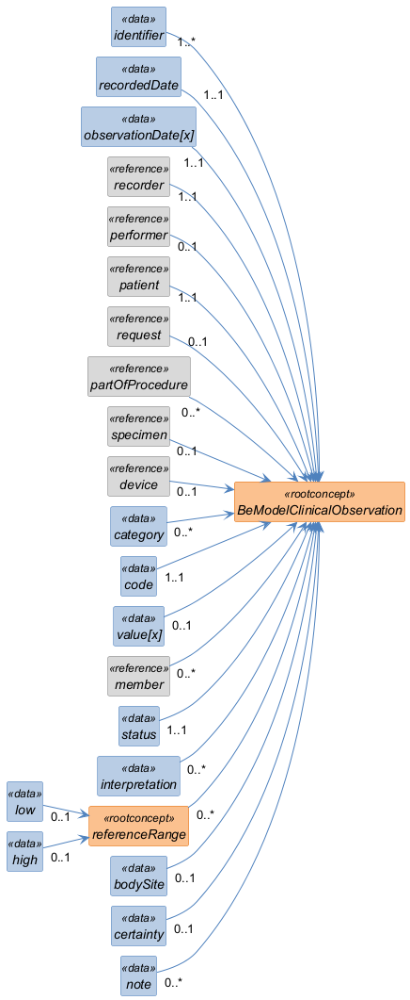 «data»
identifier
1..*
«data»
recordedDate
1..1
«data»
observationDate[x]
1..1
«reference»
recorder
1..1
«reference»
performer
0..1
«reference»
patient
1..1
«reference»
request
0..1
«reference»
partOfProcedure
0..*
«reference»
specimen
0..1
«reference»
device
0..1
«rootconcept»
BeModelClinicalObservation
«data»
category
0..*
«data»
code
1..1
«data»
value[x]
0..1
«reference»
member
0..*
«data»
status
1..1
«data»
interpretation
0..*
«data»
low
0..1
«rootconcept»
referenceRange
0..*
«data»
high
0..1
«data»
bodySite
0..1
«data»
certainty
0..1
«data»
note
0..*